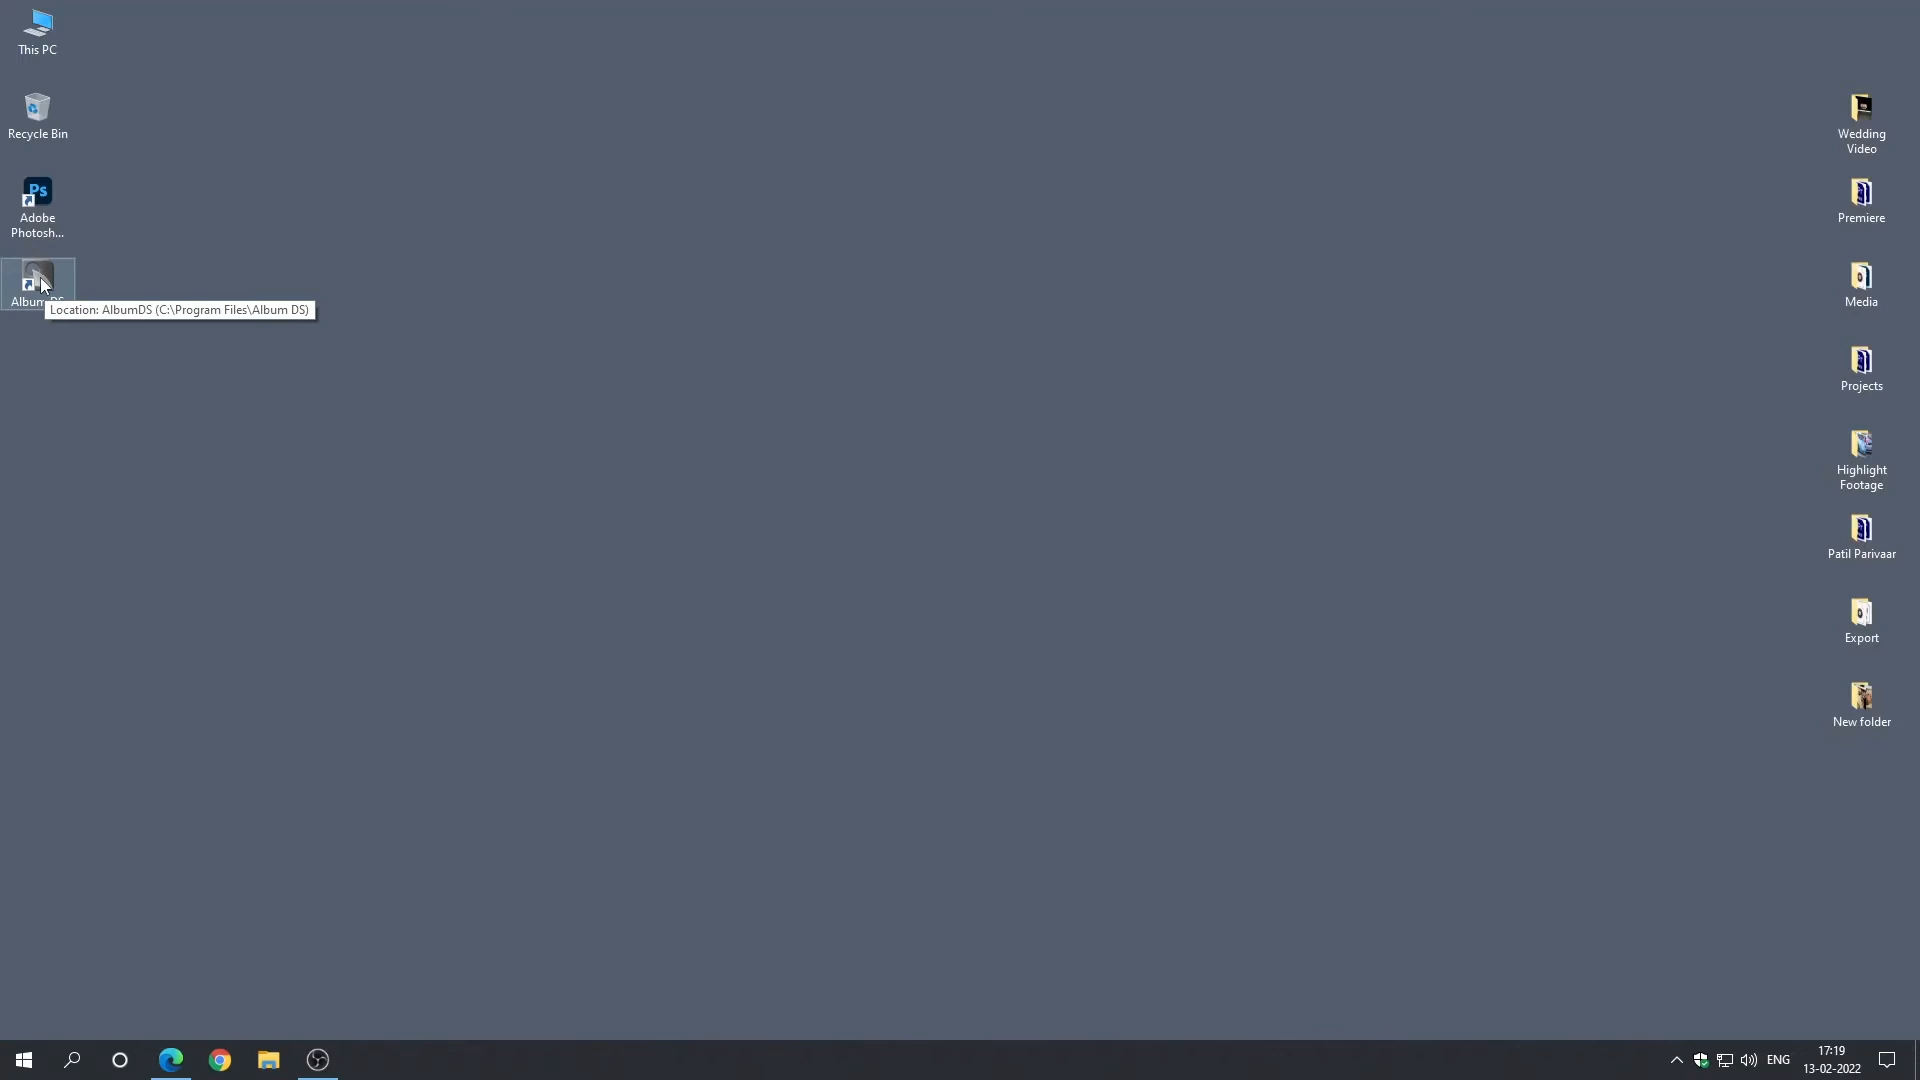 This PC
Recycle Bin
Ps
Adobe
Photosh...
Album DS
Location: AlbumDS (C:\Program Files\Album DS)
Wedding
Video
Premiere
Media
Projects
Highlight
Footage
Patil Parivaar
Export
New folder
ENG
17:19
13-02-2022